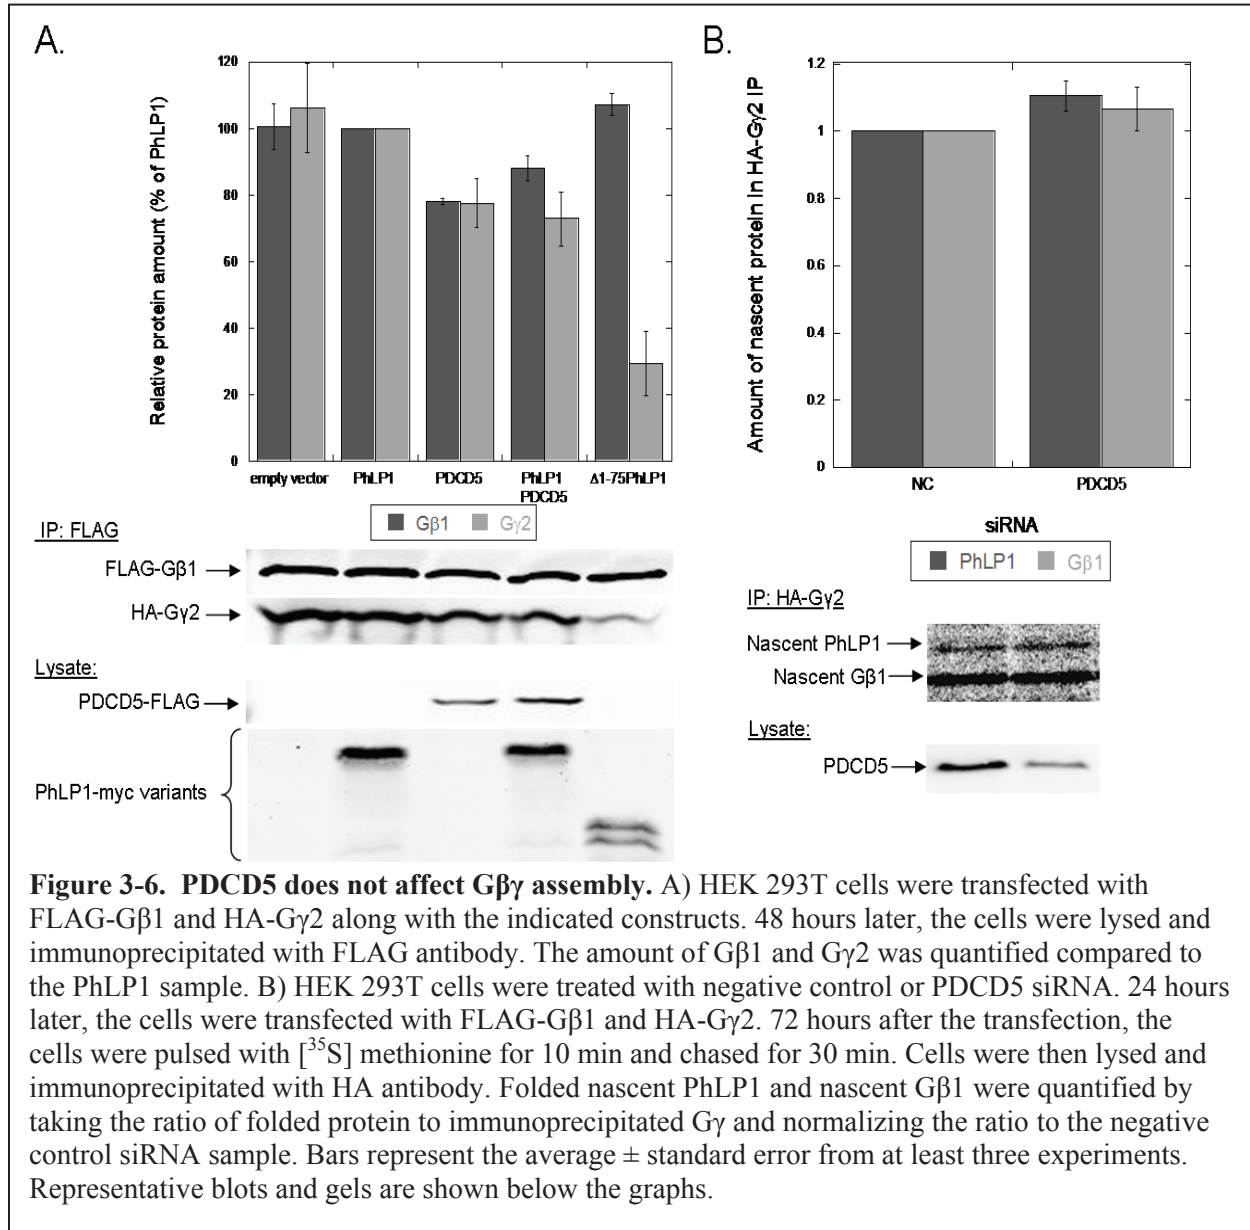 A.
B.
Relative protein amount (% of PhLP1)
120
100
80
60
40
20
0
empty vector
PhLP1
PDCD5
PhLP1
PDCD5
Δ1-75PhLP1
Gβ1
Gγ2
IP: FLAG
FLAG-Gβ1
HA-Gγ2
Lysate:
PDCD5-FLAG
PhLP1-myc variants
Amount of nascent protein in HA-Gγ2 IP
1.2
1
0.8
0.6
0.4
0.2
0
NC
PDCD5
siRNA
PhLP1
Gβ1
IP: HA-Gγ2
Nascent PhLP1
Nascent Gβ1
Lysate:
PDCD5
Figure 3-6. PDCD5 does not affect Gβγ assembly. A) HEK 293T cells were transfected with
FLAG-Gβ1 and HA-Gγ2 along with the indicated constructs. 48 hours later, the cells were lysed and
immunoprecipitated with FLAG antibody. The amount of Gβ1 and Gγ2 was quantified compared to
the PhLP1 sample. B) HEK 293T cells were treated with negative control or PDCD5 siRNA. 24 hours
later, the cells were transfected with FLAG-Gβ1 and HA-Gγ2. 72 hours after the transfection, the
cells were pulsed with [³⁵S] methionine for 10 min and chased for 30 min. Cells were then lysed and
immunoprecipitated with HA antibody. Folded nascent PhLP1 and nascent Gβ1 were quantified by
taking the ratio of folded protein to immunoprecipitated Gγ and normalizing the ratio to the negative
control siRNA sample. Bars represent the average ± standard error from at least three experiments.
Representative blots and gels are shown below the graphs.